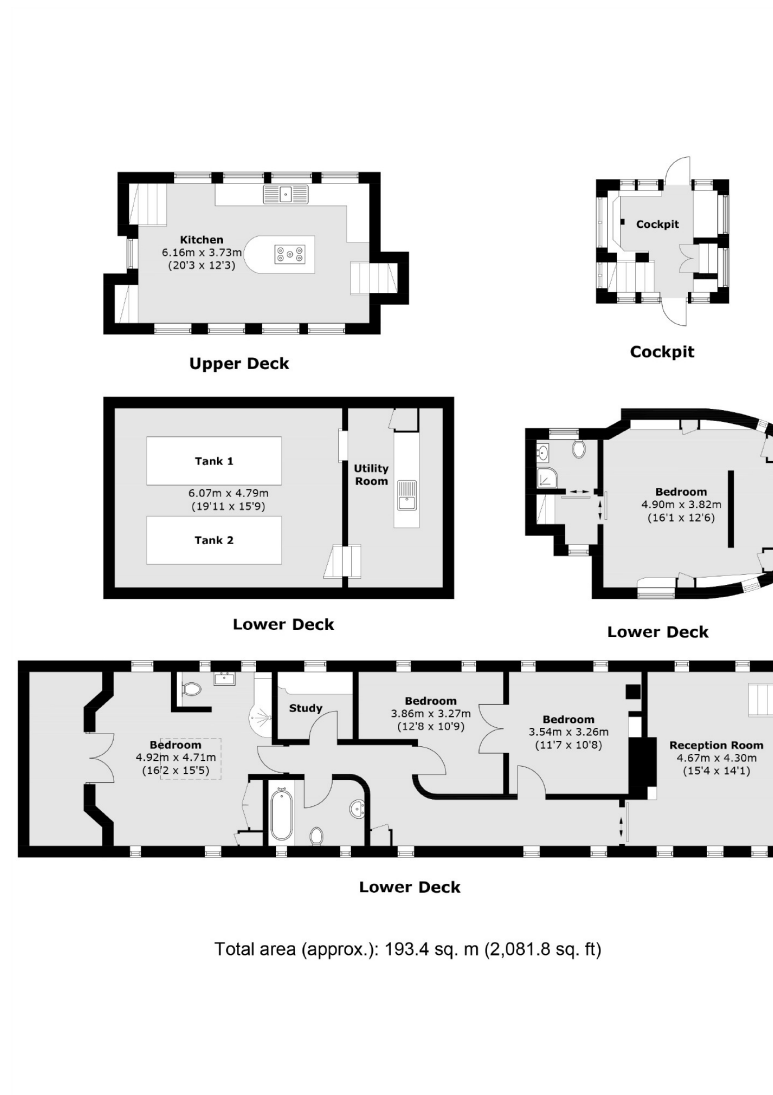 Kitchen
6.16m x 3.73m
(20'3 x 12'3)
Upper Deck
Cockpit
Cockpit
Tank 1
6.07m x 4.79m
(19'11 x 15'9)
Tank 2
Utility
Room
Lower Deck
Bedroom
4.90m x 3.82m
(16'1 x 12'6)
Lower Deck
Bedroom
4.92m x 4.71m
(16'2 x 15'5)
Study
Bedroom
3.86m x 3.27m
(12'8 x 10'9)
Bedroom
3.54m x 3.26m
(11'7 x 10'8)
Reception Room
4.67m x 4.30m
(15'4 x 14'1)
Lower Deck
Total area (approx.): 193.4 sq. m (2,081.8 sq. ft)